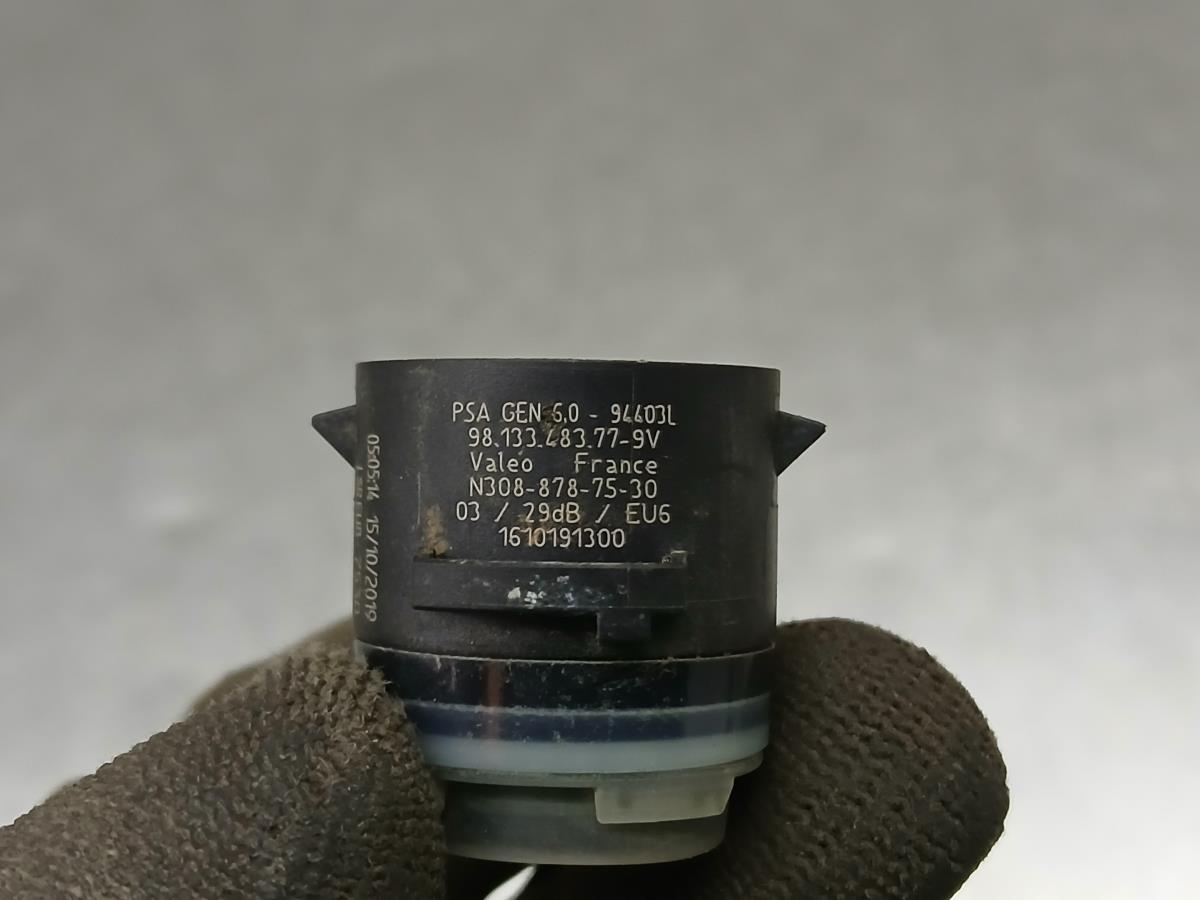 PSA GEN 6.0 - 94403L
98.133.483.77-9V
Valeo France
N308-878-75-30
03 / 29dB / EU6
1610191300
050514 15/10/2019